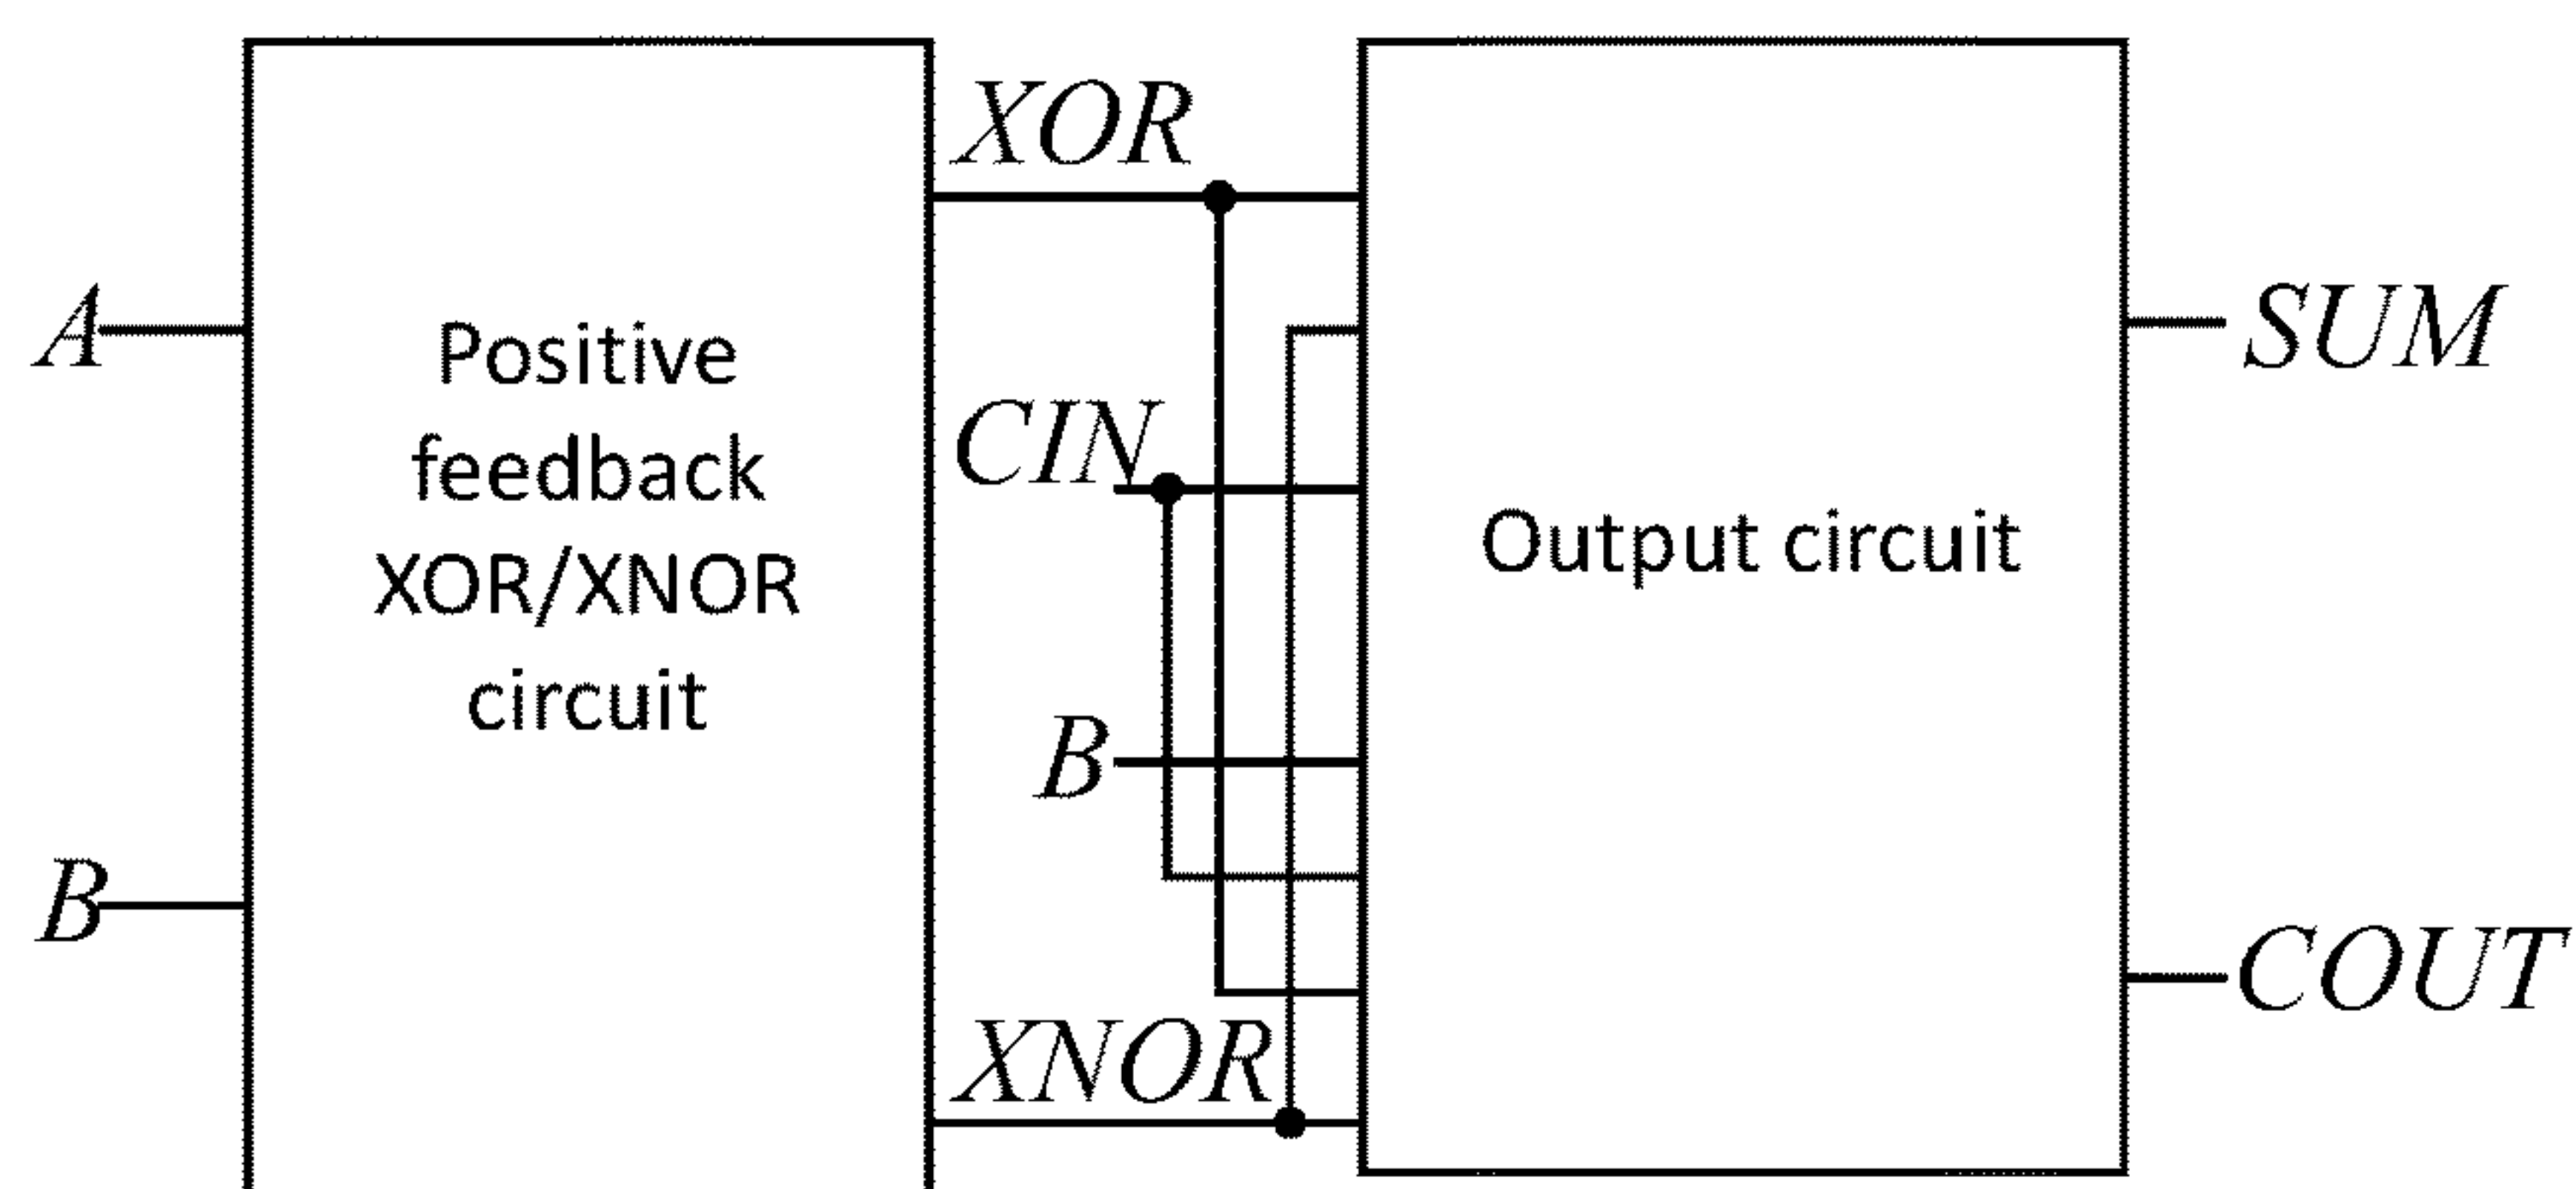 A
B
Positive
feedback
XOR/XNOR
circuit
XOR
CIN
B
XNOR
Output circuit
SUM
COUT